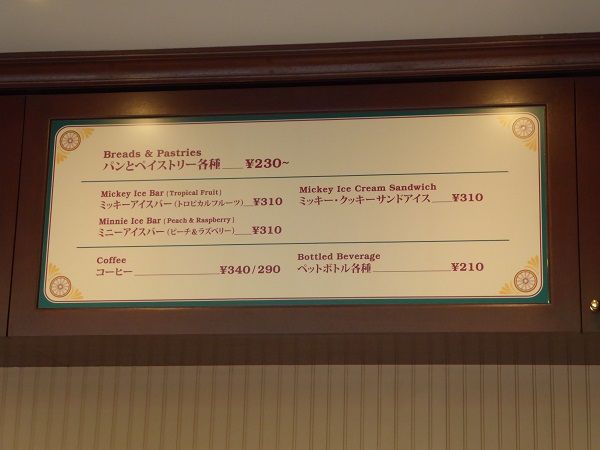 Breads & Pastries
パンとペイストリー各種 ¥230~
Mickey Ice Bar (Tropical Fruit)
ミッキーアイスバー (トロピカルフルーツ) ¥310
Mickey Ice Cream Sandwich
ミッキー・クッキーサンドアイス ¥310
Minnie Ice Bar (Peach & Raspberry)
ミニーアイスバー (ピーチ&ラズベリー) ¥310
Coffee
コーヒー ¥340/290
Bottled Beverage
ペットボトル各種 ¥210